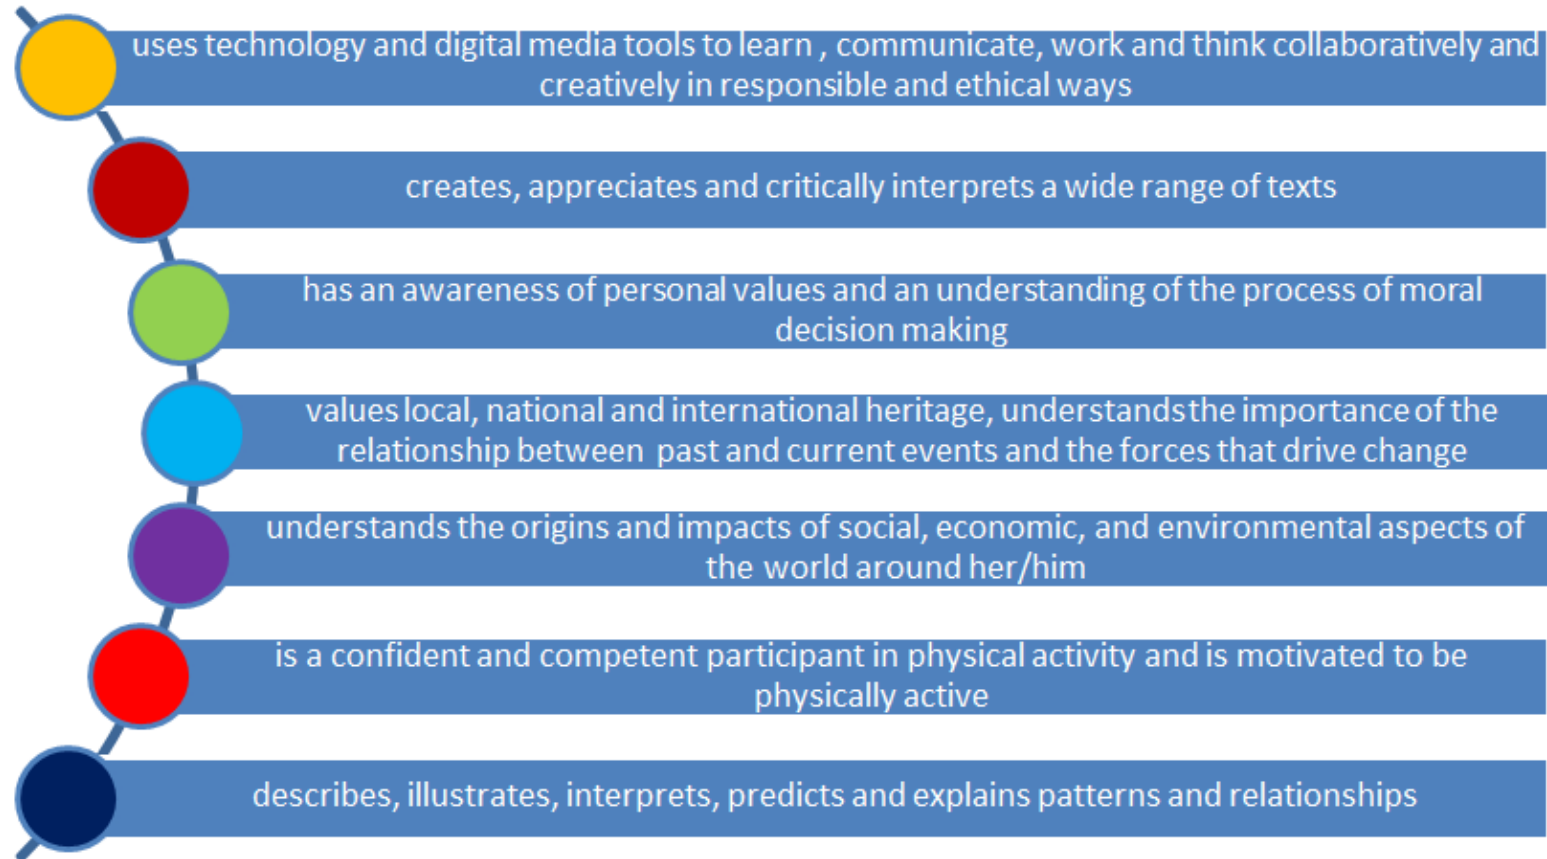 uses technology and digital media tools to learn , communicate, work and think collaboratively and
creatively in responsible and ethical ways
creates, appreciates and critically interprets a wide range of texts
has an awareness of personal values and an understanding of the process of moral
decision making
values local, national and international heritage, understands the importance of the
relationship between past and current events and the forces that drive change
understands the origins and impacts of social, economic, and environmental aspects of
the world around her/him
is a confident and competent participant in physical activity and is motivated to be
physically active
describes, illustrates, interprets, predicts and explains patterns and relationships